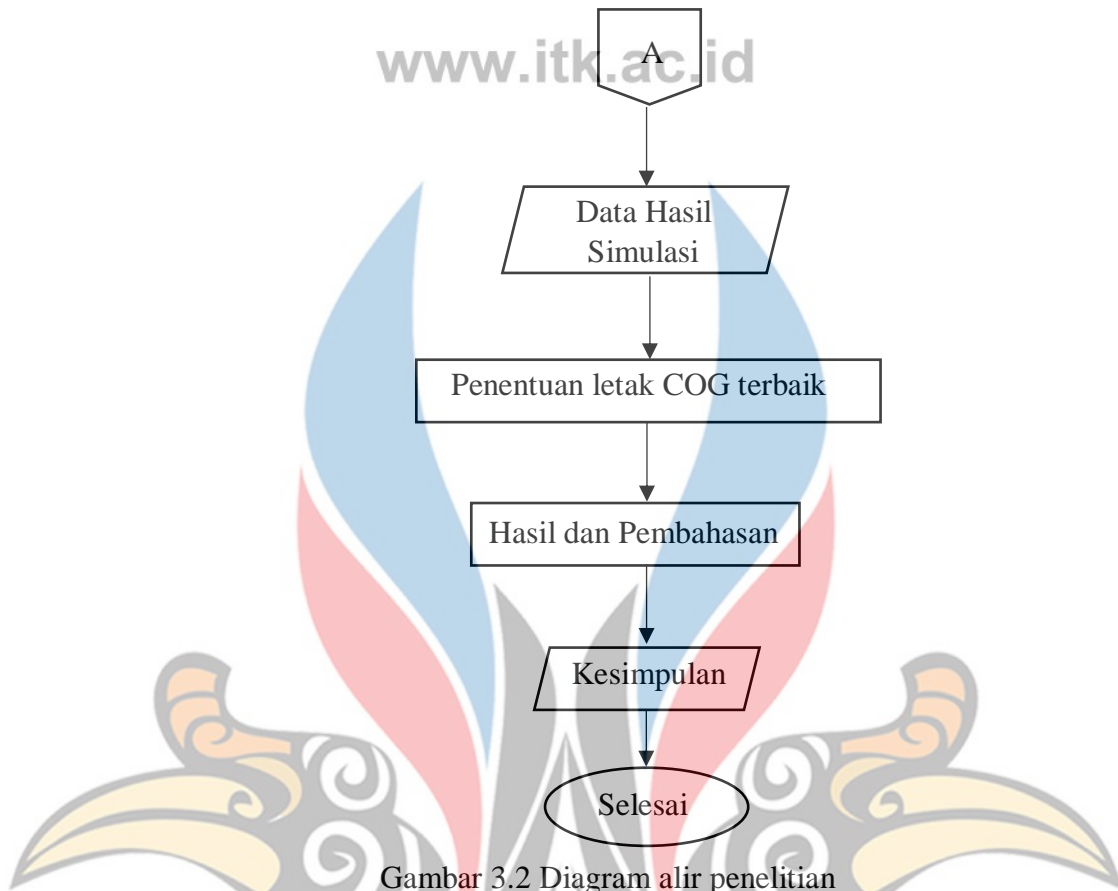 www.itk.ac.id
A
Data Hasil
Simulasi
Penentuan letak COG terbaik
Hasil dan Pembahasan
Kesimpulan
Selesai
Gambar 3.2 Diagram alir penelitian